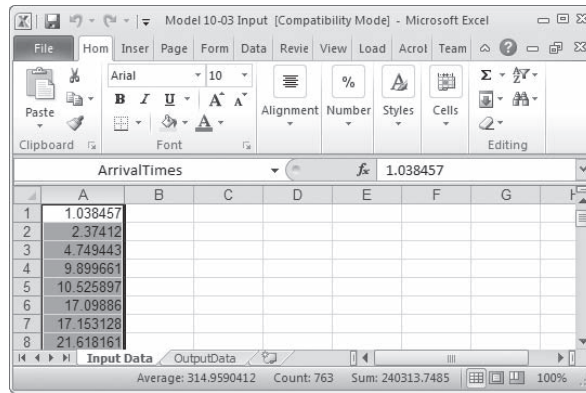 Model 10-03 Input [Compatibility Mode] - Microsoft Excel
File Hom Inser Page Form Data Revie View Load Acrol Team
Arial 10
Paste B I U A A
% A Σ
Alignment Number Styles Cells
Clipboard Font Editing
ArrivalTimes fx 1.038457
A B C D E F G H
1 1.038457
2 2.37412
3 4.749443
4 9.899661
5 10.525897
6 17.09886
7 17.153128
8 21.618161
Input Data OutputData
Average: 314.9590412 Count: 763 Sum: 240313.7485 100%